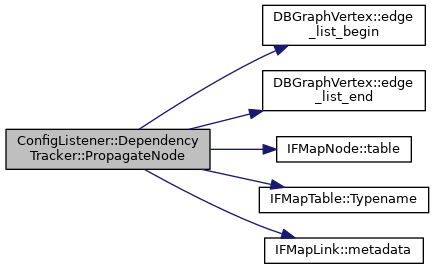 DBGraphVertex::edge
_list_begin
DBGraphVertex::edge
_list_end
ConfigListener::Dependency
Tracker::PropagateNode
IFMapNode::table
IFMapTable::Typename
IFMapLink::metadata